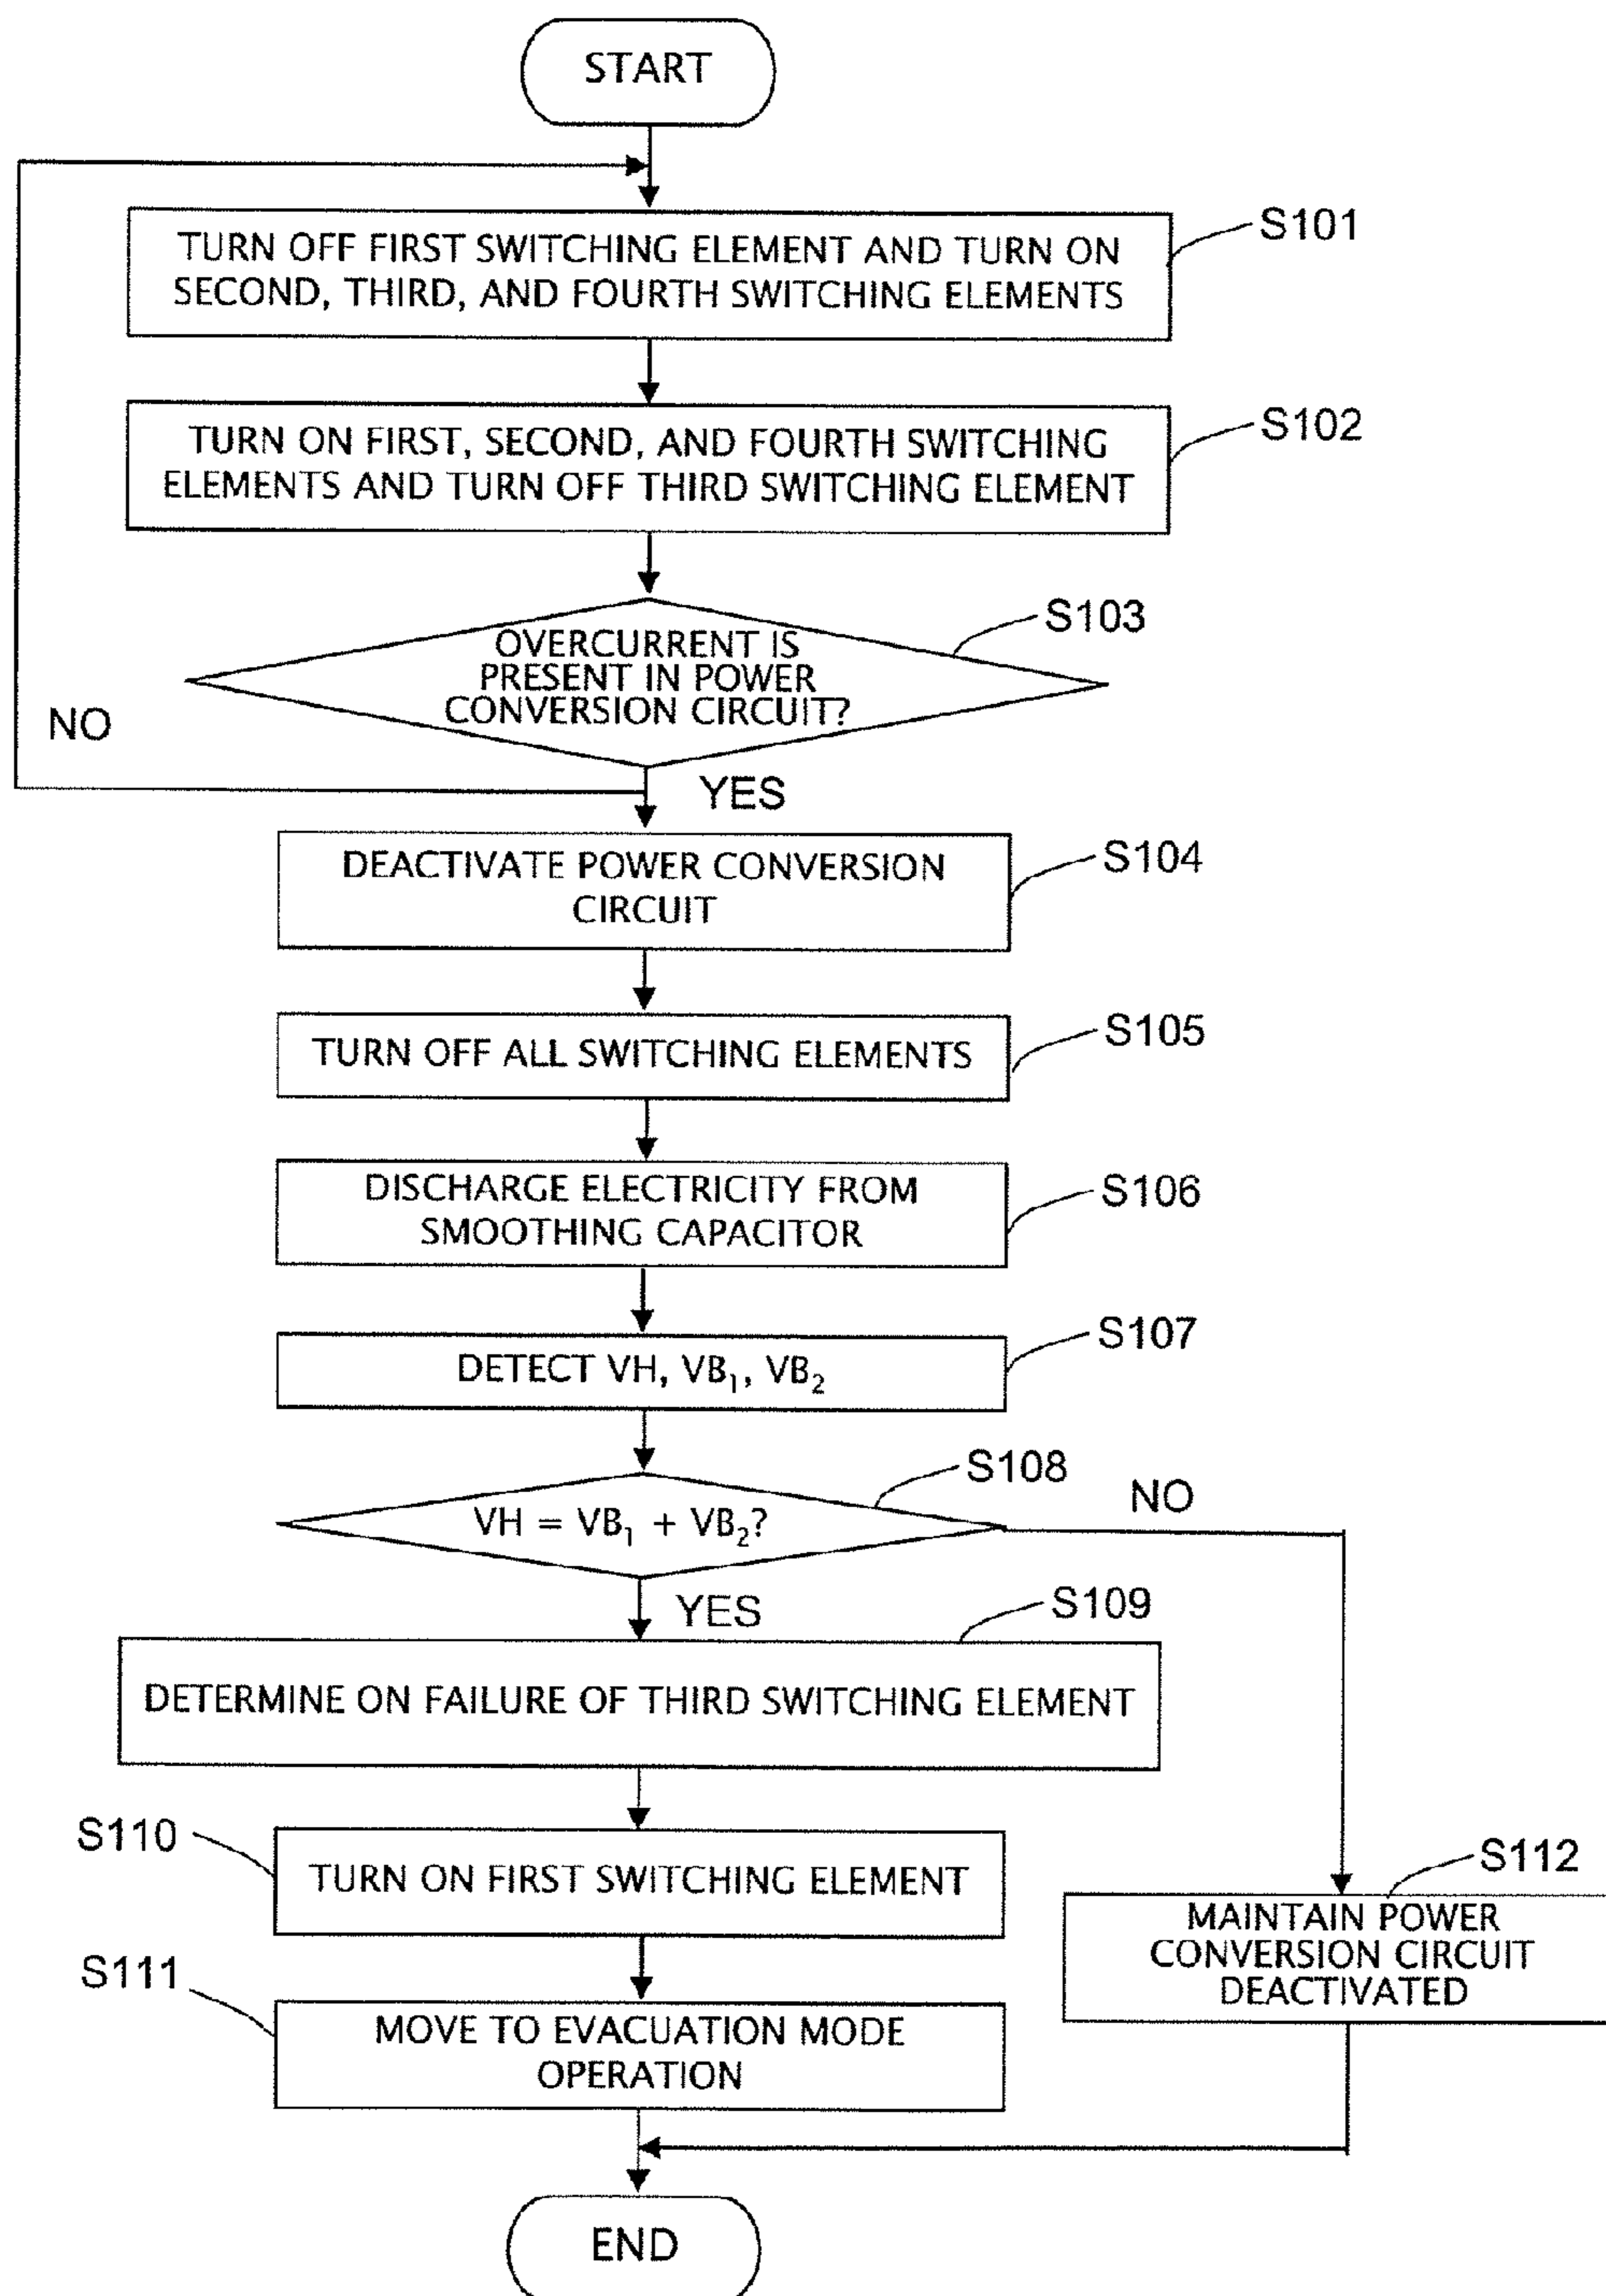 START
S101
TURN OFF FIRST SWITCHING ELEMENT AND TURN ON
SECOND, THIRD, AND FOURTH SWITCHING ELEMENTS
S102
TURN ON FIRST, SECOND, AND FOURTH SWITCHING
ELEMENTS AND TURN OFF THIRD SWITCHING ELEMENT
S103
OVERCURRENT IS
PRESENT IN POWER
CONVERSION CIRCUIT?
NO
YES
S104
DEACTIVATE POWER CONVERSION
CIRCUIT
S105
TURN OFF ALL SWITCHING ELEMENTS
S106
DISCHARGE ELECTRICITY FROM
SMOOTHING CAPACITOR
S107
DETECT VH, VB₁, VB₂
S108
VH = VB₁ + VB₂?
NO
YES
S109
DETERMINE ON FAILURE OF THIRD SWITCHING ELEMENT
S110
TURN ON FIRST SWITCHING ELEMENT
S112
MAINTAIN POWER
CONVERSION CIRCUIT
DEACTIVATED
S111
MOVE TO EVACUATION MODE
OPERATION
END